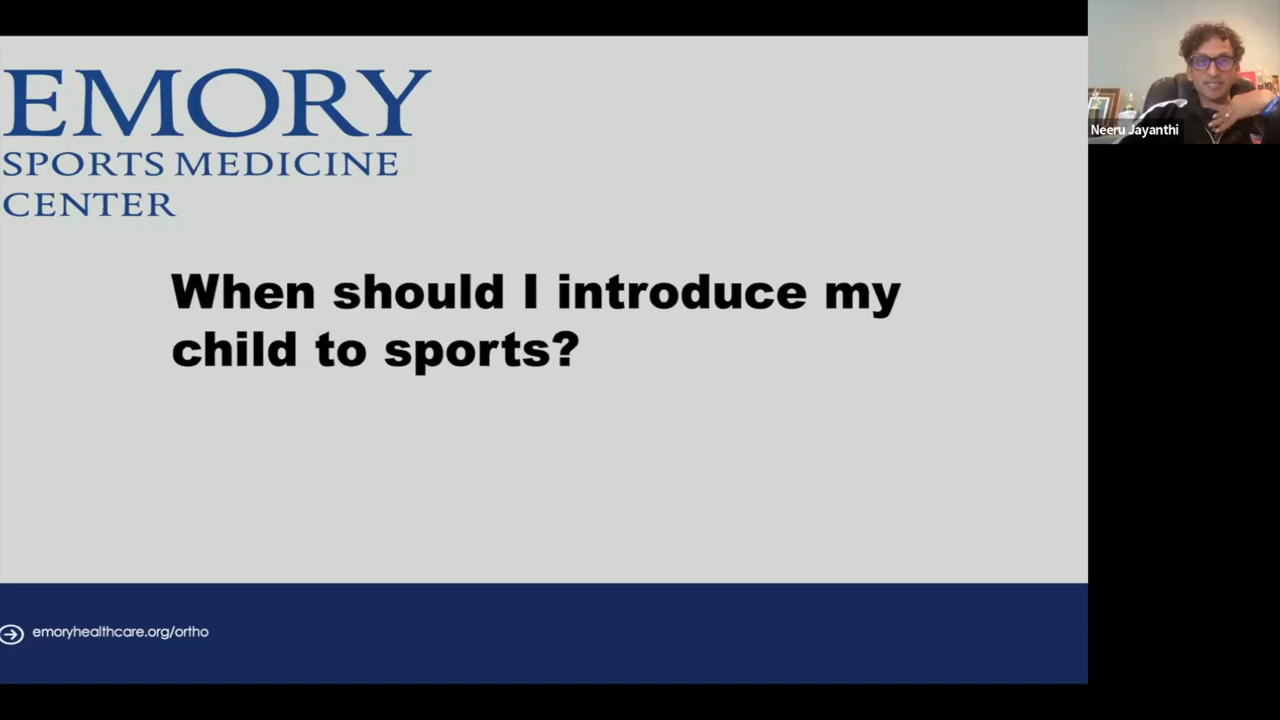 EMORY
SPORTS MEDICINE
CENTER
When should I introduce my
child to sports?
emoryhealthcare.org/ortho
Neeru Jayanthi